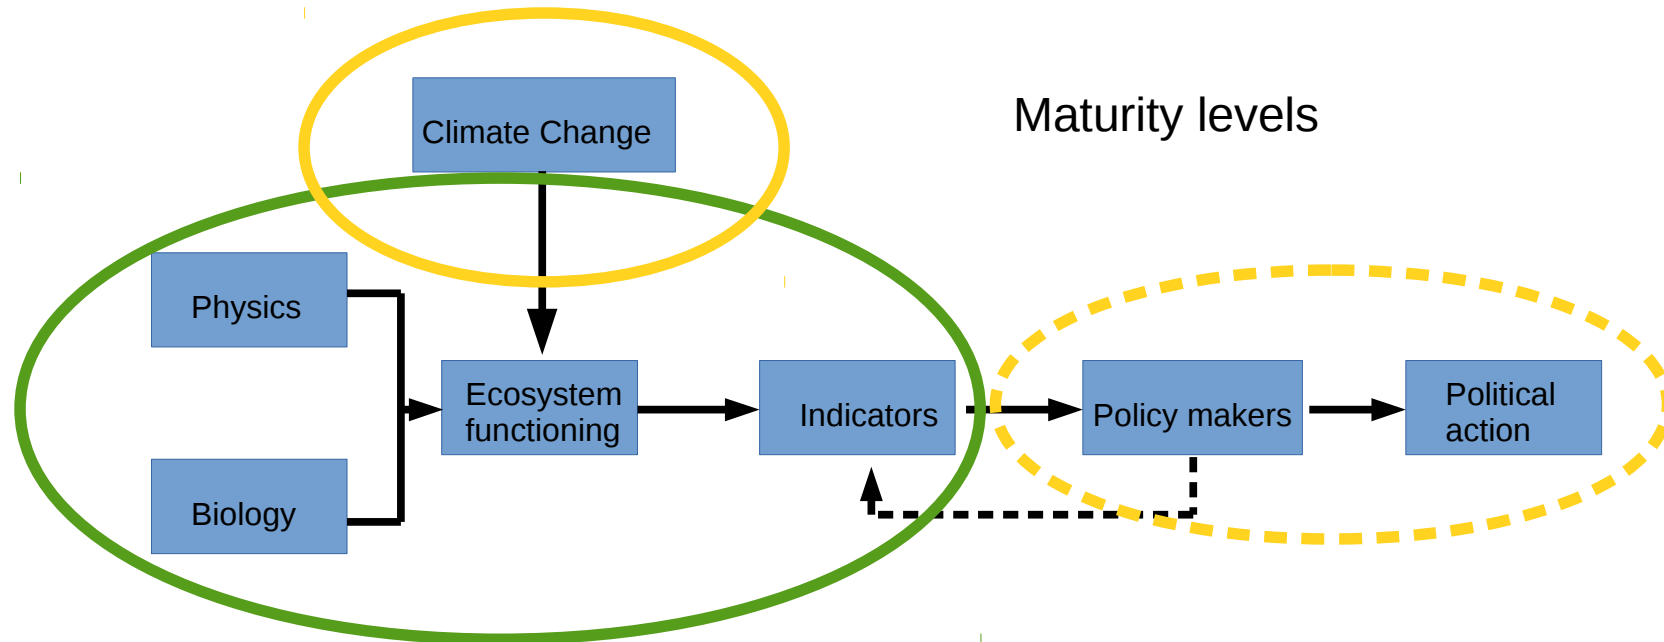 Maturity levels
Climate Change
Physics
Ecosystem
functioning
Indicators
Policy makers
Political
action
Biology